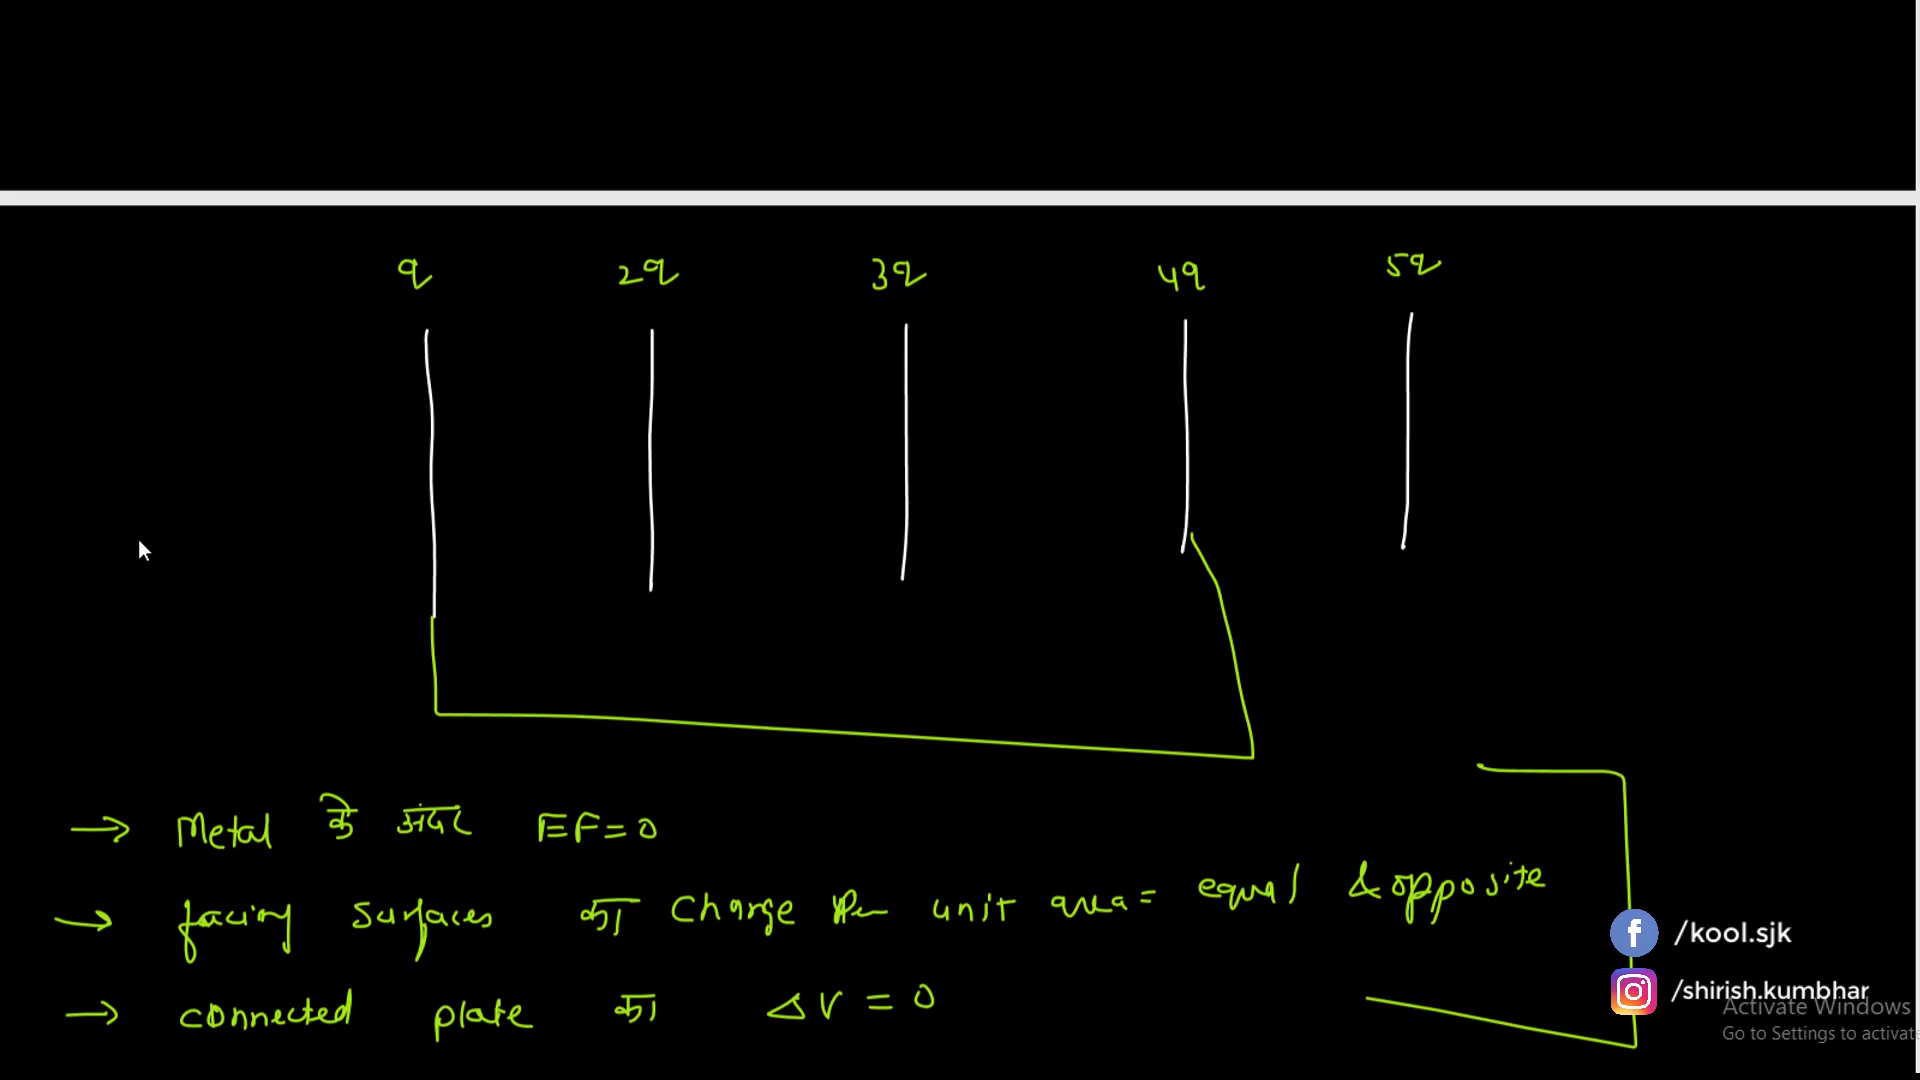 q 2q 3q 4q 5q
→ Metal के अंदर EF=0
→ facing surfaces का charge Per unit area = equal & opposite
/kool.sjk
/shirish.kumbhar
→ connected plate का ΔV = 0
Activate Windows
Go to Settings to activat